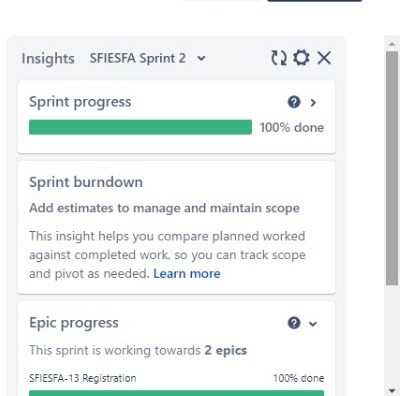 Insights SFIESFA Sprint 2
Sprint progress
100% done
Sprint burndown
Add estimates to manage and maintain scope
This insight helps you compare planned worked
against completed work, so you can track scope
and pivot as needed. Learn more
Epic progress
This sprint is working towards 2 epics
SFIESFA-13 Registration 100% done